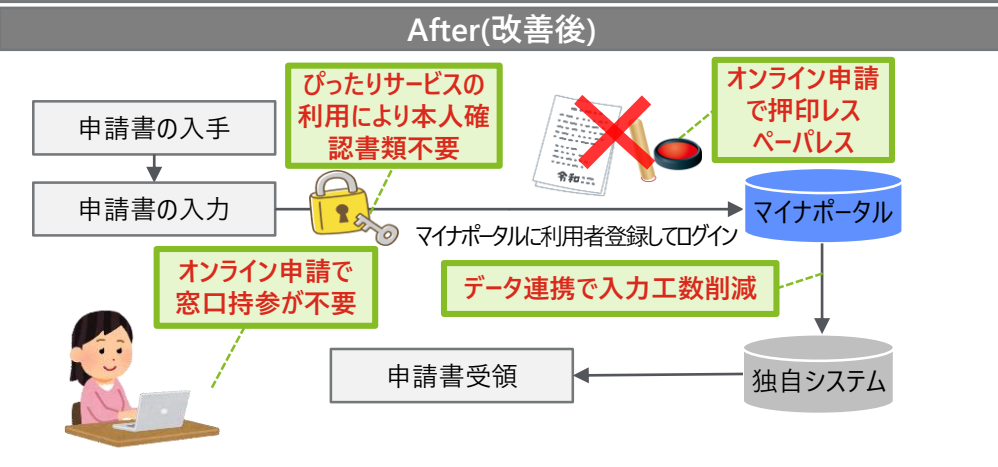 After(改善後)
申請書の入手
申請書の入力
ぴったりサービスの
利用により本人確
認書類不要
令和
オンライン申請
で押印レス
ペーパレス
マイナポータル
マイナポータルに利用者登録してログイン
オンライン申請で
窓口持参が不要
データ連携で入力工数削減
申請書受領
独自システム